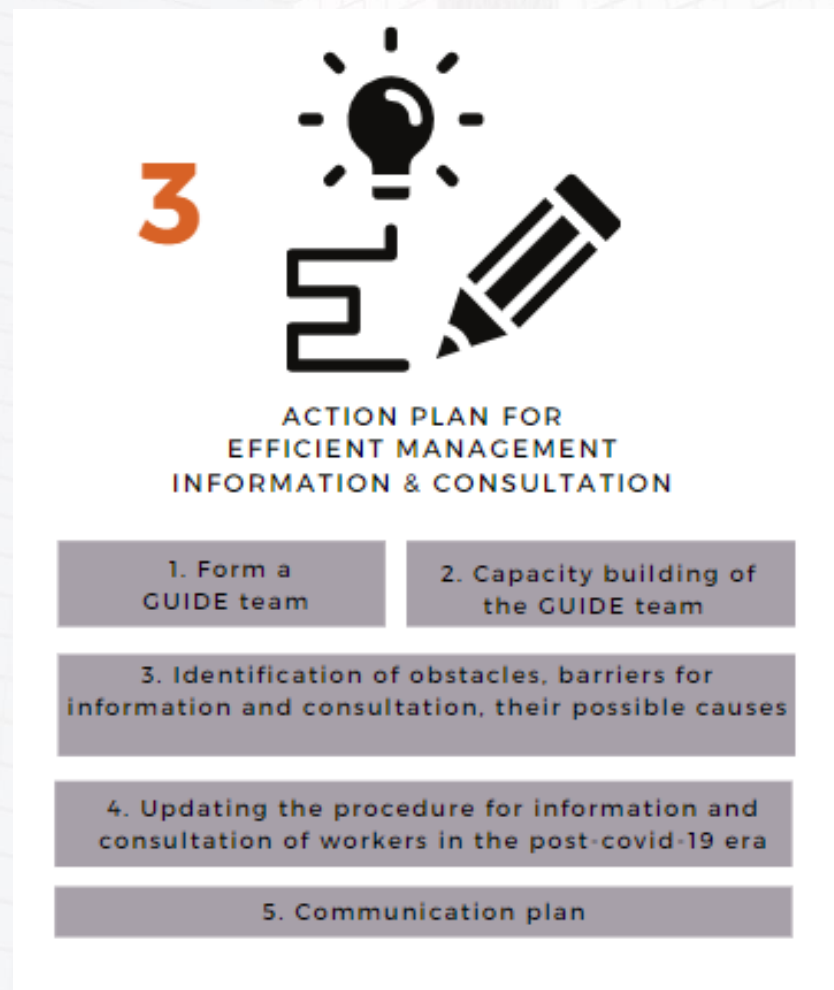 3
ACTION PLAN FOR
EFFICIENT MANAGEMENT
INFORMATION & CONSULTATION
1. Form a
GUIDE team
2. Capacity building of
the GUIDE team
3. Identification of obstacles, barriers for
information and consultation, their possible causes
4. Updating the procedure for information and
consultation of workers in the post-covid-19 era
5. Communication plan